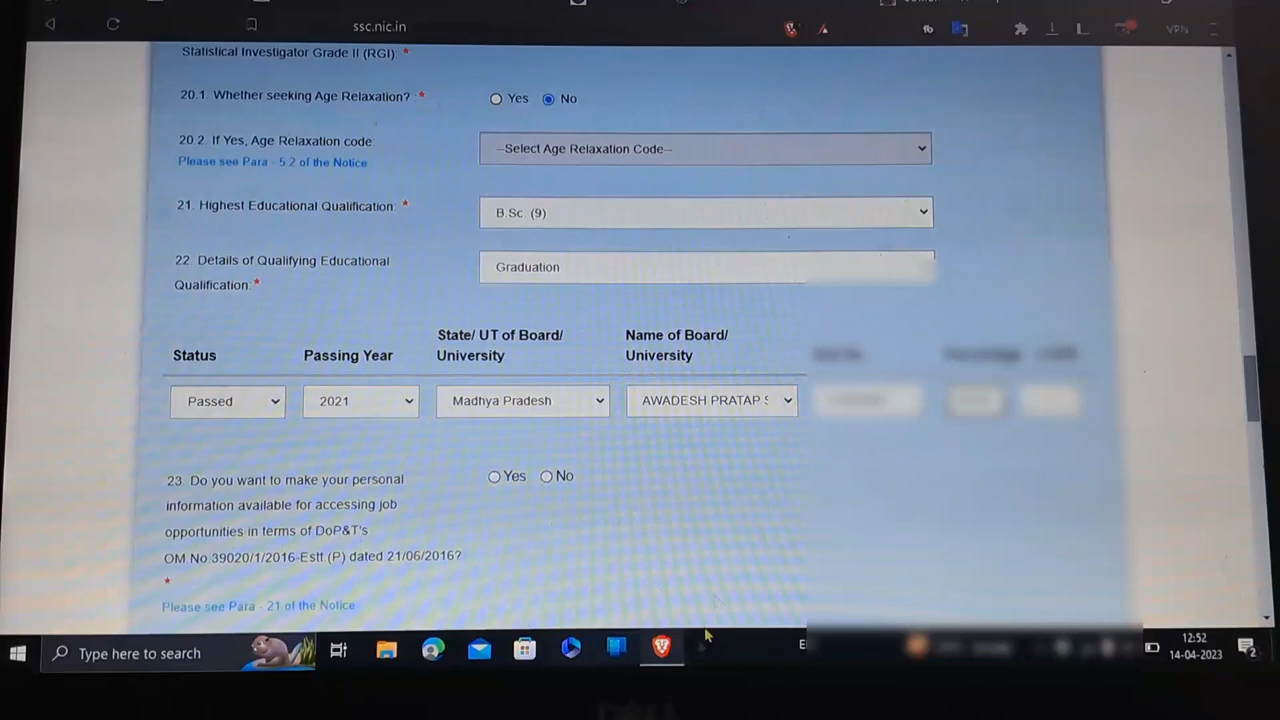 ssc.nic.in
VPN
Statistical Investigator Grade II (RGI): *
20.1. Whether seeking Age Relaxation? : *
Yes No
20.2. If Yes, Age Relaxation code:
--Select Age Relaxation Code--
Please see Para - 5.2 of the Notice
21. Highest Educational Qualification: *
B.Sc. (9)
22. Details of Qualifying Educational
Qualification: *
Graduation
Status
Passing Year
State/ UT of Board/
University
Name of Board/
University
Passed
2021
Madhya Pradesh
AWADESH PRATAP S
23. Do you want to make your personal
information available for accessing job
opportunities in terms of DoP&T's
OM No.39020/1/2016-Estt.(P) dated 21/06/2016?
*
Yes No
Please see Para - 21 of the Notice
Type here to search
12:52
14-04-2023
2